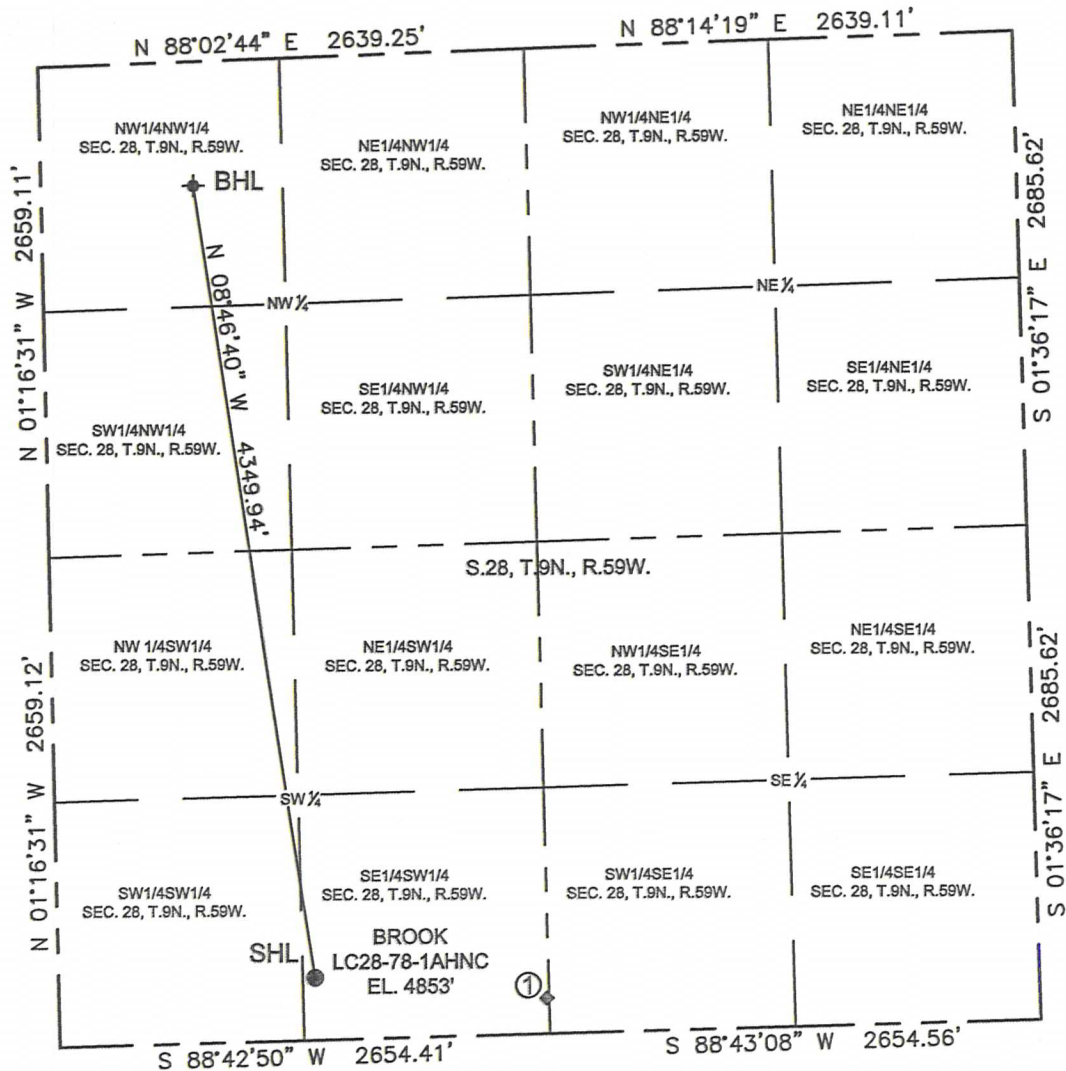 N 88°02'44" E 2639.25'
N 88°14'19" E 2639.11'
NW1/4NW1/4
SEC. 28, T.9N., R.59W.
NE1/4NW1/4
SEC. 28, T.9N., R.59W.
NW1/4NE1/4
SEC. 28, T.9N., R.59W.
NE1/4NE1/4
SEC. 28, T.9N., R.59W.
BHL
N 01°16'31" W 2659.11'
N 08°46'40" W 4349.94'
S 01°36'17" E 2685.62'
NW ¼
NE ¼
SW1/4NW1/4
SEC. 28, T.9N., R.59W.
SE1/4NW1/4
SEC. 28, T.9N., R.59W.
SW1/4NE1/4
SEC. 28, T.9N., R.59W.
SE1/4NE1/4
SEC. 28, T.9N., R.59W.
S.28, T.9N., R.59W.
NW 1/4SW1/4
SEC. 28, T.9N., R.59W.
NE1/4SW1/4
SEC. 28, T.9N., R.59W.
NW1/4SE1/4
SEC. 28, T.9N., R.59W.
NE1/4SE1/4
SEC. 28, T.9N., R.59W.
N 01°16'31" W 2659.12'
S 01°36'17" E 2685.62'
SW ¼
SE ¼
SW1/4SW1/4
SEC. 28, T.9N., R.59W.
SE1/4SW1/4
SEC. 28, T.9N., R.59W.
SW1/4SE1/4
SEC. 28, T.9N., R.59W.
SE1/4SE1/4
SEC. 28, T.9N., R.59W.
SHL
BROOK
LC28-78-1AHNC
EL. 4853'
1
S 88°42'50" W 2654.41'
S 88°43'08" W 2654.56'